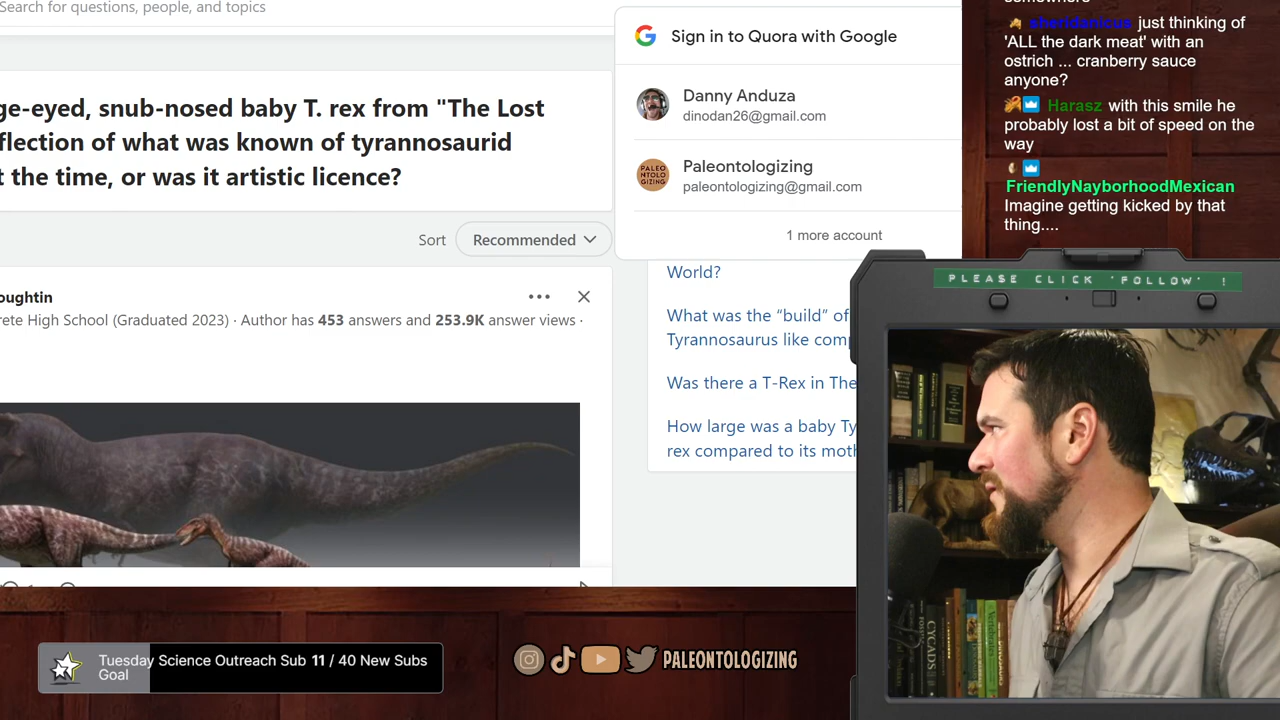 Search for questions, people, and topics
ge-eyed, snub-nosed baby T. rex from "The Lost
flection of what was known of tyrannosaurid
t the time, or was it artistic licence?
Sort Recommended
oughtin
rete High School (Graduated 2023) · Author has 453 answers and 253.9K answer views ·
Sign in to Quora with Google
Danny Anduza
dinodan26@gmail.com
PALEO
NTOLO
GIZING
Paleontologizing
paleontologizing@gmail.com
1 more account
World?
What was the “build” of
Tyrannosaurus like comp
Was there a T-Rex in The
How large was a baby Ty
rex compared to its moth
somewhere
sheridanicus just thinking of
'ALL the dark meat' with an
ostrich ... cranberry sauce
anyone?
Harasz with this smile he
probably lost a bit of speed on the
way
FriendlyNayborhoodMexican
Imagine getting kicked by that
thing....
PLEASE CLICK 'FOLLOW' !
CYCADS
Tuesday Science Outreach Sub 11 / 40 New Subs
Goal
PALEONTOLOGIZING